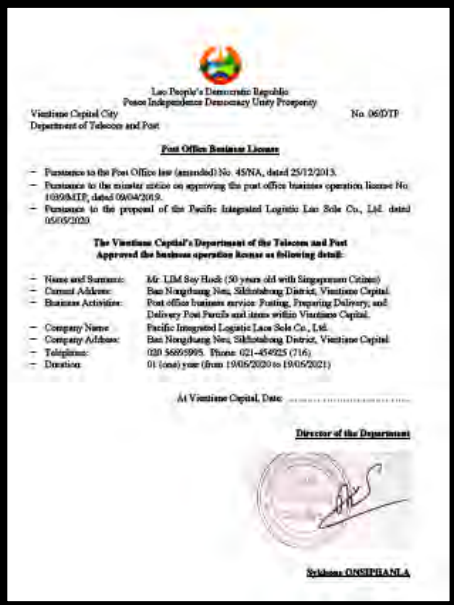 Lao People's Democratic Republic
Peace Independence Democracy Unity Prosperity
Vientiane Capital City No. 06/DTP
Department of Telecom and Post
Post Office Business License
– Pursuance to the Post Office law (amended) No. 45/NA, dated 25/12/2013.
– Pursuance to the minster notice on approving the post office business operation license No.
1039/MTP, dated 09/04/2019.
– Pursuance to the proposal of the Pacific Integrated Logistic Lao Sole Co., Ltd. dated
05/05/2020.
The Vientiane Capital's Department of the Telecom and Post
Approved the business operation license as following detail:
– Name and Surname: Mr. LIM Soy Hock (50 years old with Singaporean Citizen)
– Current Address: Ban Nongduang Neu, Sikhotabong District, Vientiane Capital.
– Business Activities: Post office business service: Posting, Preparing Delivery, and
Delivery Post Parcels and items within Vientiane Capital.
– Company Name Pacific Integrated Logistic Laos Sole Co., Ltd.
– Company Address: Ban Nongduang Neu, Sikhotabong District, Vientiane Capital.
– Telephone: 020 56695995. Phone: 021-454925 (716)
– Duration: 01 (one) year (from 19/06/2020 to 19/06/2021)
At Vientiane Capital, Date: ................................
Director of the Department